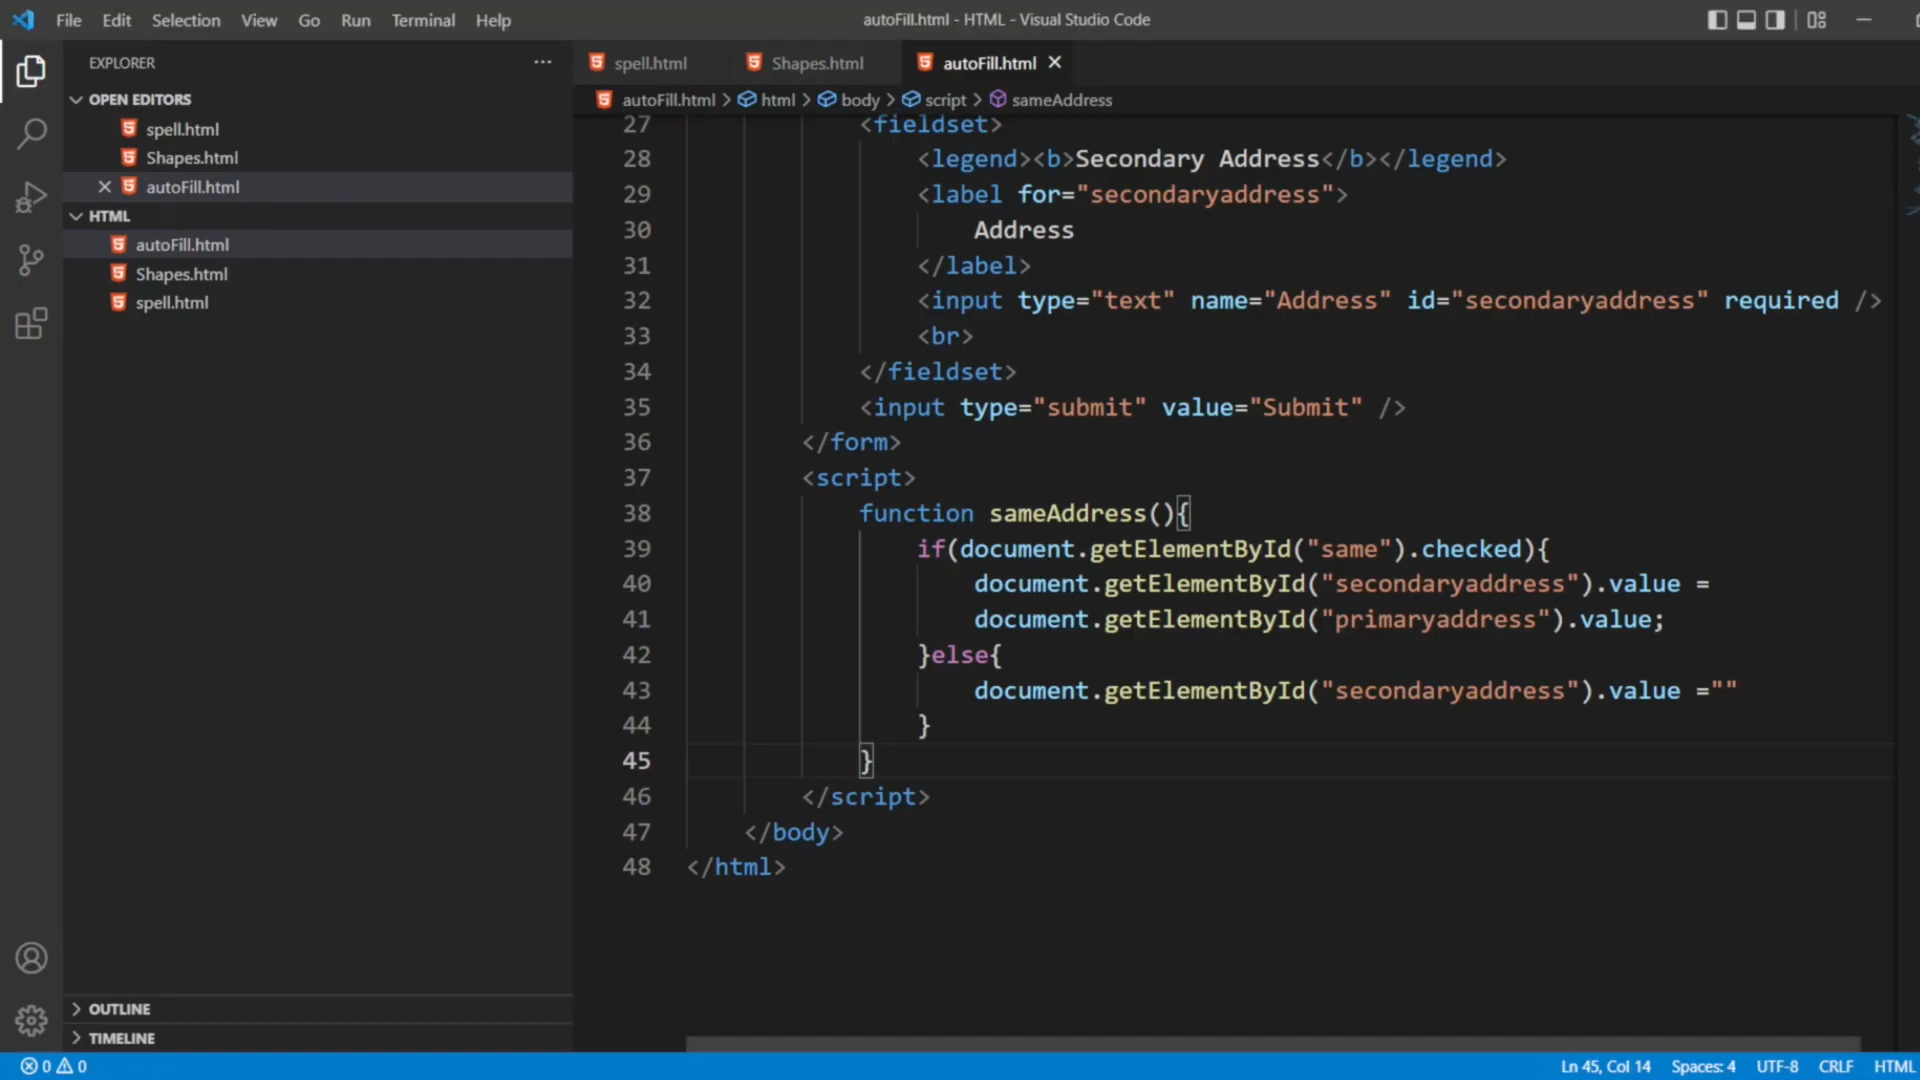 File Edit Selection View Go Run Terminal Help
autoFill.html - HTML - Visual Studio Code
EXPLORER
OPEN EDITORS
spell.html
Shapes.html
autoFill.html
HTML
autoFill.html
Shapes.html
spell.html
OUTLINE
TIMELINE
spell.html Shapes.html autoFill.html
autoFill.html > html > body > script > sameAddress
27 <fieldset>
28 <legend><b>Secondary Address</b></legend>
29 <label for="secondaryaddress">
30 Address
31 </label>
32 <input type="text" name="Address" id="secondaryaddress" required />
33 <br>
34 </fieldset>
35 <input type="submit" value="Submit" />
36 </form>
37 <script>
38 function sameAddress(){
39 if(document.getElementById("same").checked){
40 document.getElementById("secondaryaddress").value =
41 document.getElementById("primaryaddress").value;
42 }else{
43 document.getElementById("secondaryaddress").value =""
44 }
45 }
46 </script>
47 </body>
48 </html>
0 0
Ln 45, Col 14 Spaces: 4 UTF-8 CRLF HTML